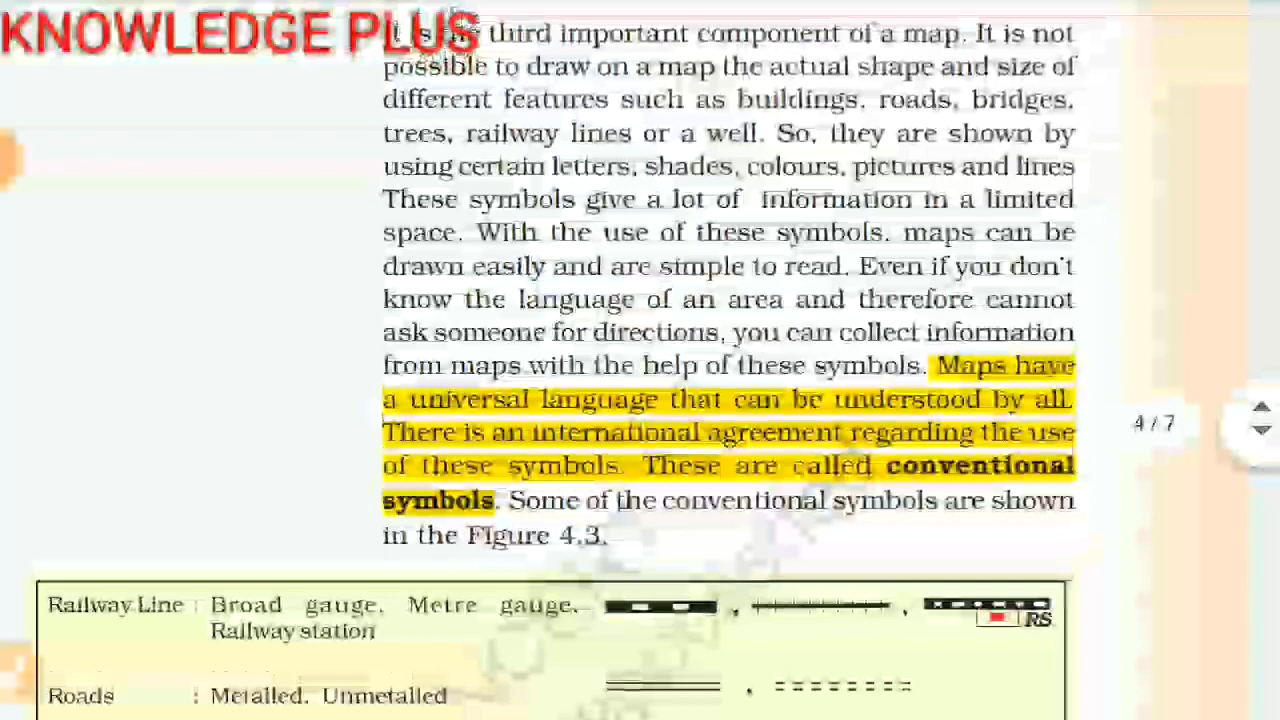 KNOWLEDGE PLUS
It is the third important component of a map. It is not
possible to draw on a map the actual shape and size of
different features such as buildings, roads, bridges,
trees, railway lines or a well. So, they are shown by
using certain letters, shades, colours, pictures and lines
These symbols give a lot of information in a limited
space. With the use of these symbols, maps can be
drawn easily and are simple to read. Even if you don't
know the language of an area and therefore cannot
ask someone for directions, you can collect information
from maps with the help of these symbols. Maps have
a universal language that can be understood by all.
There is an international agreement regarding the use
of these symbols. These are called conventional
symbols. Some of the conventional symbols are shown
in the Figure 4.3.
4 / 7
Railway Line : Broad gauge, Metre gauge,
Railway station
RS
Roads : Metalled, Unmetalled